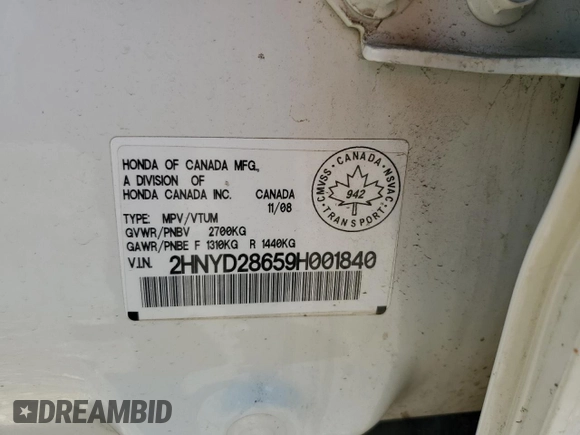 HONDA OF CANADA MFG.,
A DIVISION OF
HONDA CANADA INC. CANADA
11/08
TYPE: MPV/VTUM
GVWR/PNBV 2700KG
GAWR/PNBE F 1310KG R 1440KG
V.I.N. 2HNYD28659H001840
CMVSS · CANADA · NSVAC
942
TRANSPORT
DREAMBID